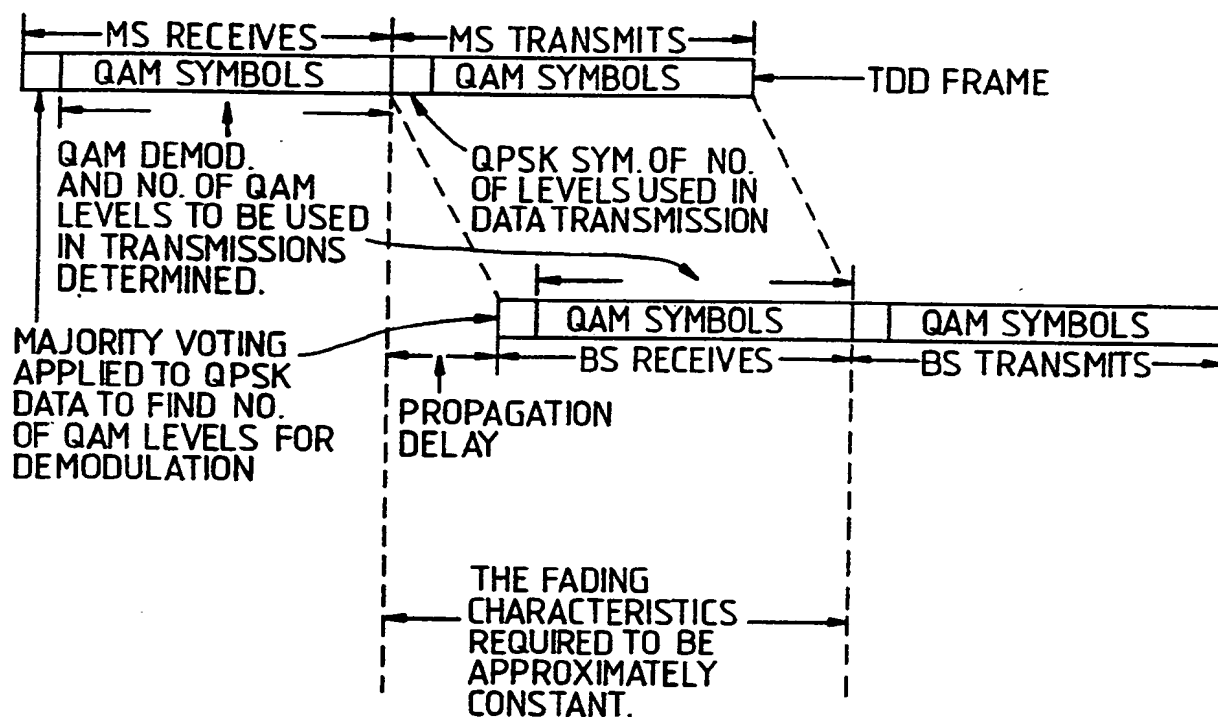 MS RECEIVES
MS TRANSMITS
QAM SYMBOLS
QAM SYMBOLS
TDD FRAME
QAM DEMOD.
AND NO. OF QAM
LEVELS TO BE USED
IN TRANSMISSIONS
DETERMINED.
QPSK SYM. OF NO.
OF LEVELS USED IN
DATA TRANSMISSION
QAM SYMBOLS
QAM SYMBOLS
BS RECEIVES
BS TRANSMITS
MAJORITY VOTING
APPLIED TO QPSK
DATA TO FIND NO.
OF QAM LEVELS FOR
DEMODULATION
PROPAGATION
DELAY
THE FADING
CHARACTERISTICS
REQUIRED TO BE
APPROXIMATELY
CONSTANT.